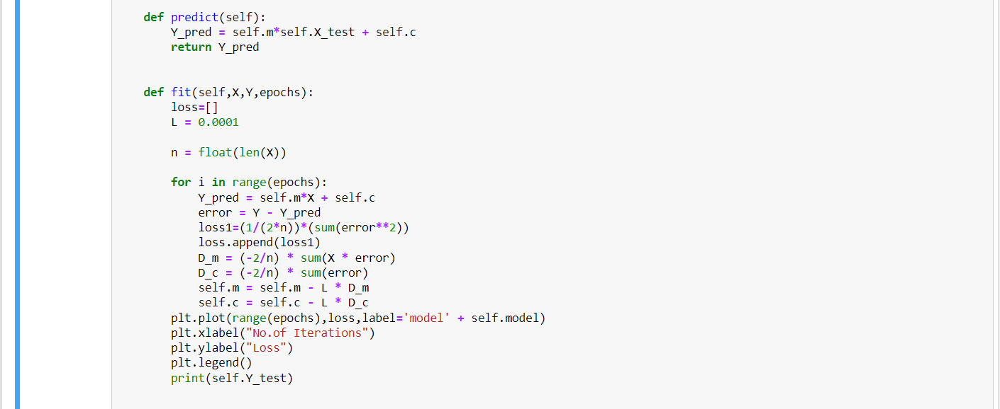 def predict(self):
    Y_pred = self.m*self.X_test + self.c
    return Y_pred
def fit(self,X,Y,epochs):
    loss=[]
    L = 0.0001
    n = float(len(X))
    for i in range(epochs):
        Y_pred = self.m*X + self.c
        error = Y - Y_pred
        loss1=(1/(2*n))*(sum(error**2))
        loss.append(loss1)
        D_m = (-2/n) * sum(X * error)
        D_c = (-2/n) * sum(error)
        self.m = self.m - L * D_m
        self.c = self.c - L * D_c
    plt.plot(range(epochs),loss,label='model' + self.model)
    plt.xlabel("No.of Iterations")
    plt.ylabel("Loss")
    plt.legend()
    print(self.Y_test)